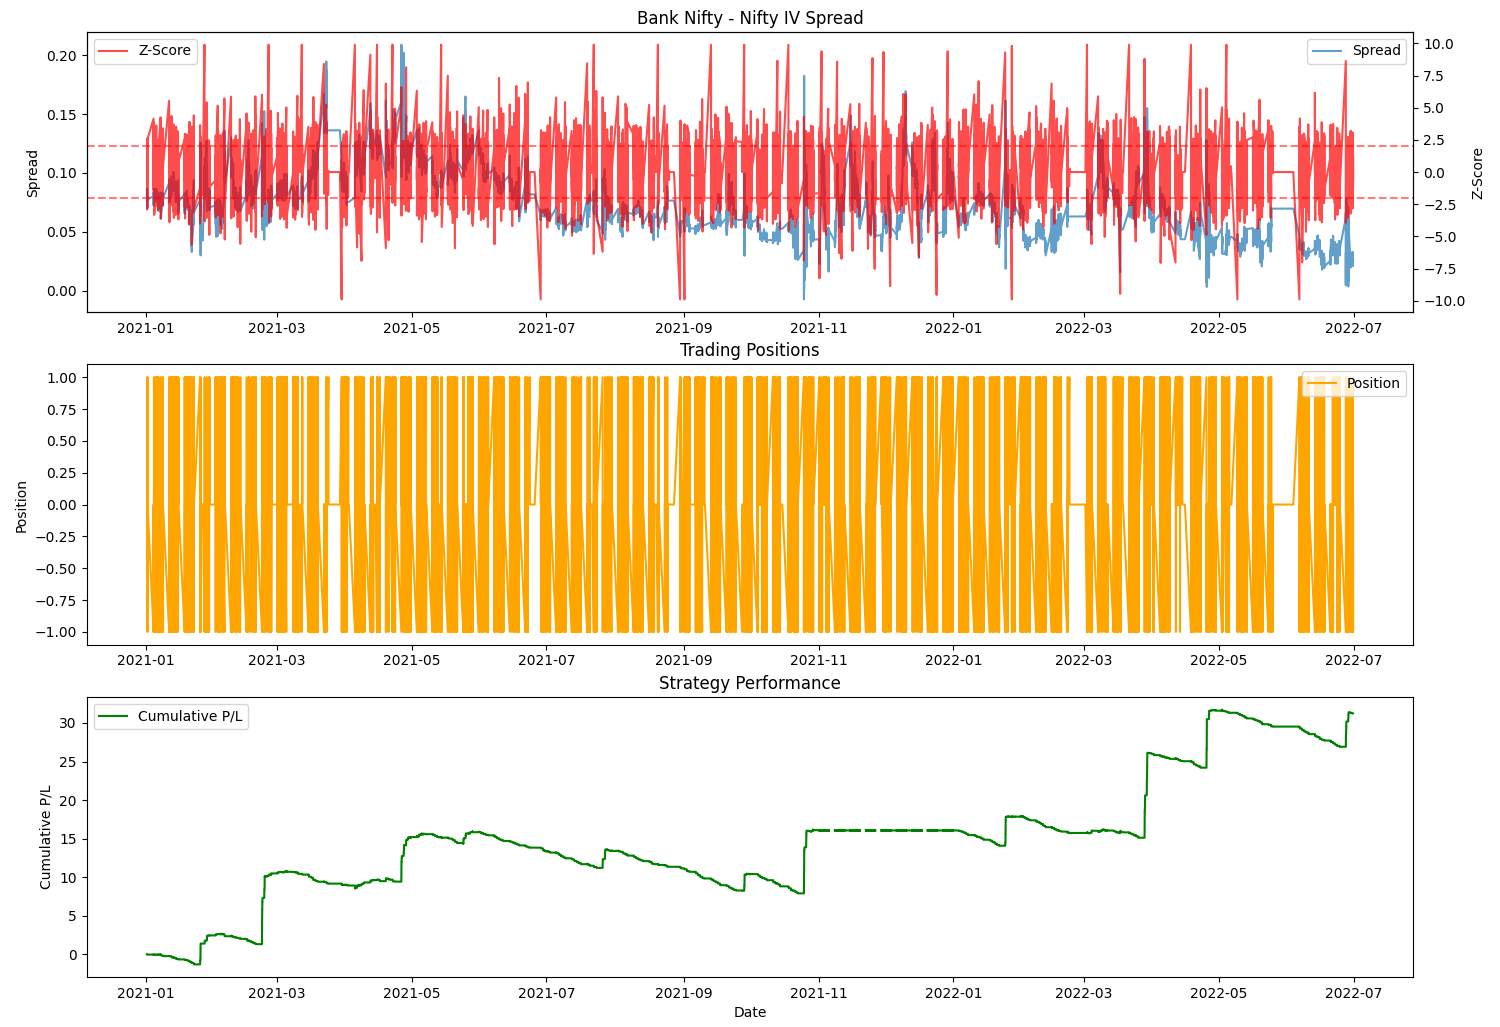 Bank Nifty - Nifty IV Spread
Z-Score
Spread
0.20
0.15
0.10
0.05
0.00
Spread
10.0
7.5
5.0
2.5
0.0
−2.5
−5.0
−7.5
−10.0
Z-Score
2021-01 2021-03 2021-05 2021-07 2021-09 2021-11 2022-01 2022-03 2022-05 2022-07
Trading Positions
Position
1.00
0.75
0.50
0.25
0.00
−0.25
−0.50
−0.75
−1.00
Position
2021-01 2021-03 2021-05 2021-07 2021-09 2021-11 2022-01 2022-03 2022-05 2022-07
Strategy Performance
Cumulative P/L
30
25
20
15
10
5
0
Cumulative P/L
2021-01 2021-03 2021-05 2021-07 2021-09 2021-11 2022-01 2022-03 2022-05 2022-07
Date